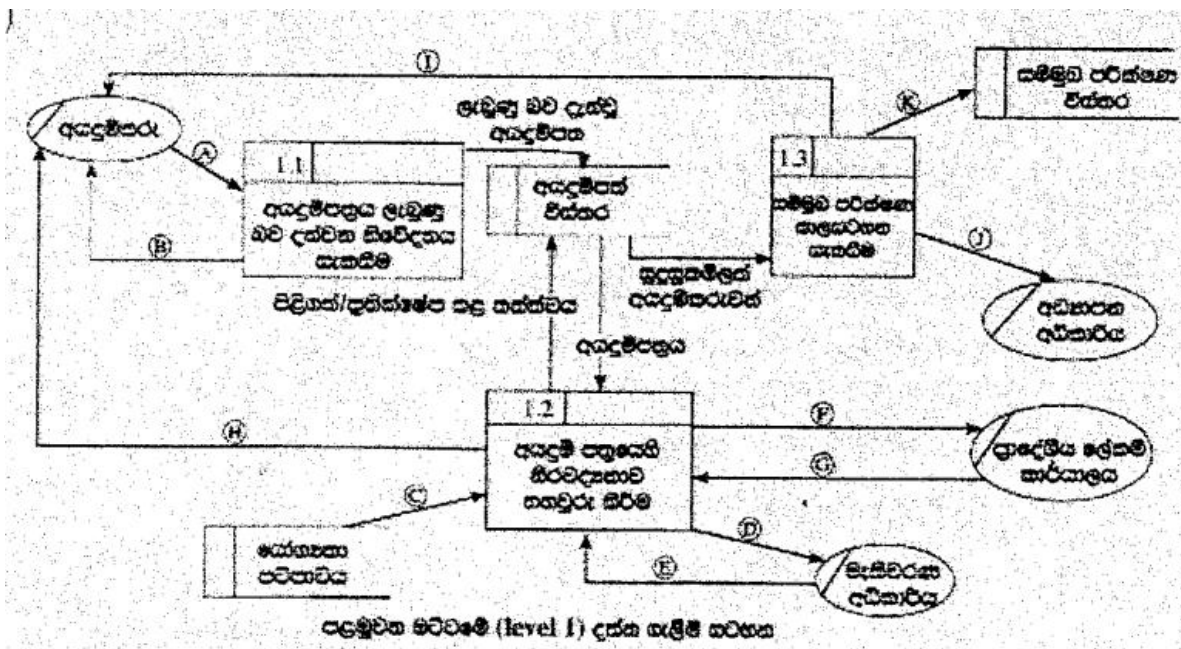 )
Ⓘ
සම්මුඛ පරීක්ෂණ
විස්තර
Ⓚ
ලැබුණු බව දැන්වූ
අයදුම්පත
අයදුම්කරු
Ⓐ
1.1
අයදුම්පත්‍රය ලැබුණු
බව දන්වන නිවේදනය
සැකසීම
Ⓑ
අයදුම්පත්
විස්තර
1.3
සම්මුඛ පරීක්ෂණ
කාලසටහන
සැකසීම
Ⓙ
සුදුසුකම්ලත්
අයදුම්කරුවන්
අධ්‍යාපන
අධිකාරිය
පිළිගත්/ප්‍රතික්ෂේප කළ තත්ත්වය
අයදුම්පත්‍රය
1.2
අයදුම් පත්‍රයෙහි
නිරවද්‍යතාව
තහවුරු කිරීම
Ⓗ
Ⓕ
Ⓖ
ප්‍රාදේශීය ලේකම්
කාර්යාලය
Ⓒ
යෝග්‍යතා
පටිපාටිය
Ⓓ
Ⓔ
මැතිවරණ
අධිකාරිය
පළමුවන මට්ටමේ (level 1) දත්ත ගැලීම් සටහන